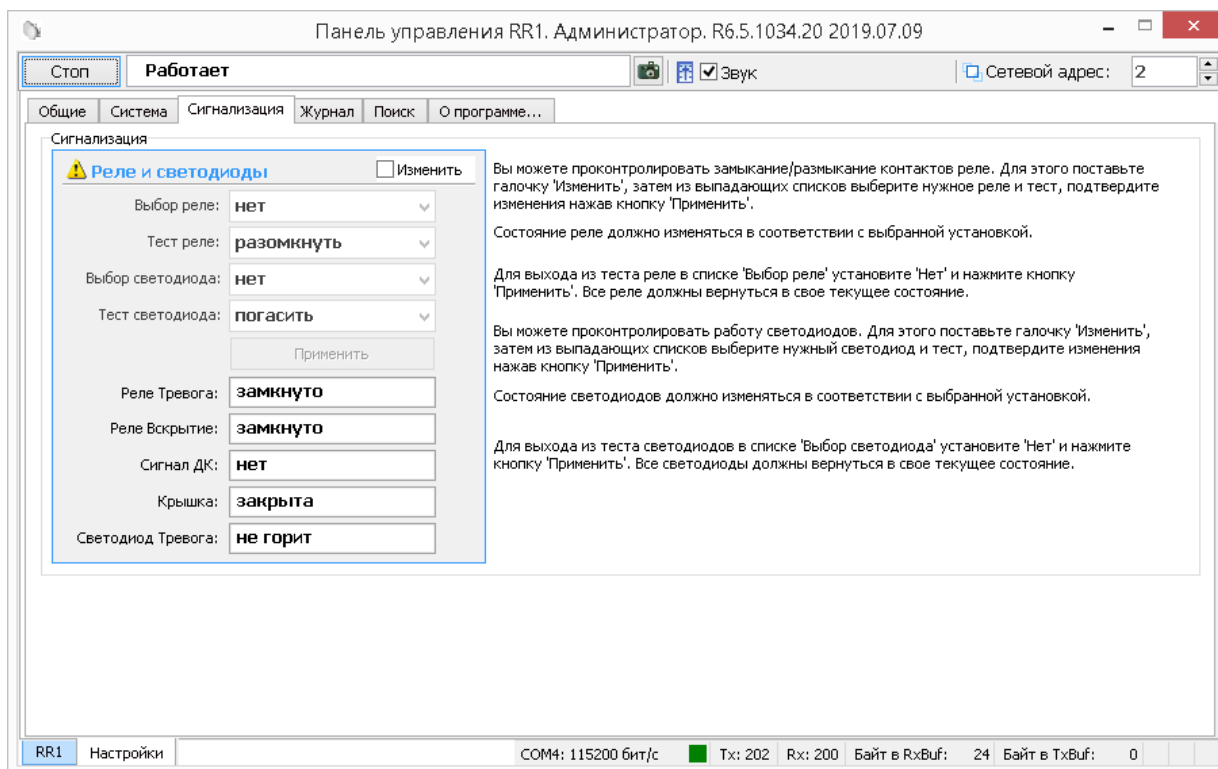 Панель управления RR1. Администратор. R6.5.1034.20 2019.07.09
Стоп Работает Звук Сетевой адрес: 2
Общие Система Сигнализация Журнал Поиск О программе...
Сигнализация
Реле и светодиоды Изменить
Выбор реле: нет
Тест реле: разомкнуть
Выбор светодиода: нет
Тест светодиода: погасить
Применить
Реле Тревога: замкнуто
Реле Вскрытие: замкнуто
Сигнал ДК: нет
Крышка: закрыта
Светодиод Тревога: не горит
Вы можете проконтролировать замыкание/размыкание контактов реле. Для этого поставьте
галочку 'Изменить', затем из выпадающих списков выберите нужное реле и тест, подтвердите
изменения нажав кнопку 'Применить'.
Состояние реле должно изменяться в соответствии с выбранной установкой.
Для выхода из теста реле в списке 'Выбор реле' установите 'Нет' и нажмите кнопку
'Применить'. Все реле должны вернуться в свое текущее состояние.
Вы можете проконтролировать работу светодиодов. Для этого поставьте галочку 'Изменить',
затем из выпадающих списков выберите нужный светодиод и тест, подтвердите изменения
нажав кнопку 'Применить'.
Состояние светодиодов должно изменяться в соответствии с выбранной установкой.
Для выхода из теста светодиодов в списке 'Выбор светодиода' установите 'Нет' и нажмите
кнопку 'Применить'. Все светодиоды должны вернуться в свое текущее состояние.
RR1 Настройки COM4: 115200 бит/с Tx: 202 Rx: 200 Байт в RxBuf: 24 Байт в TxBuf: 0